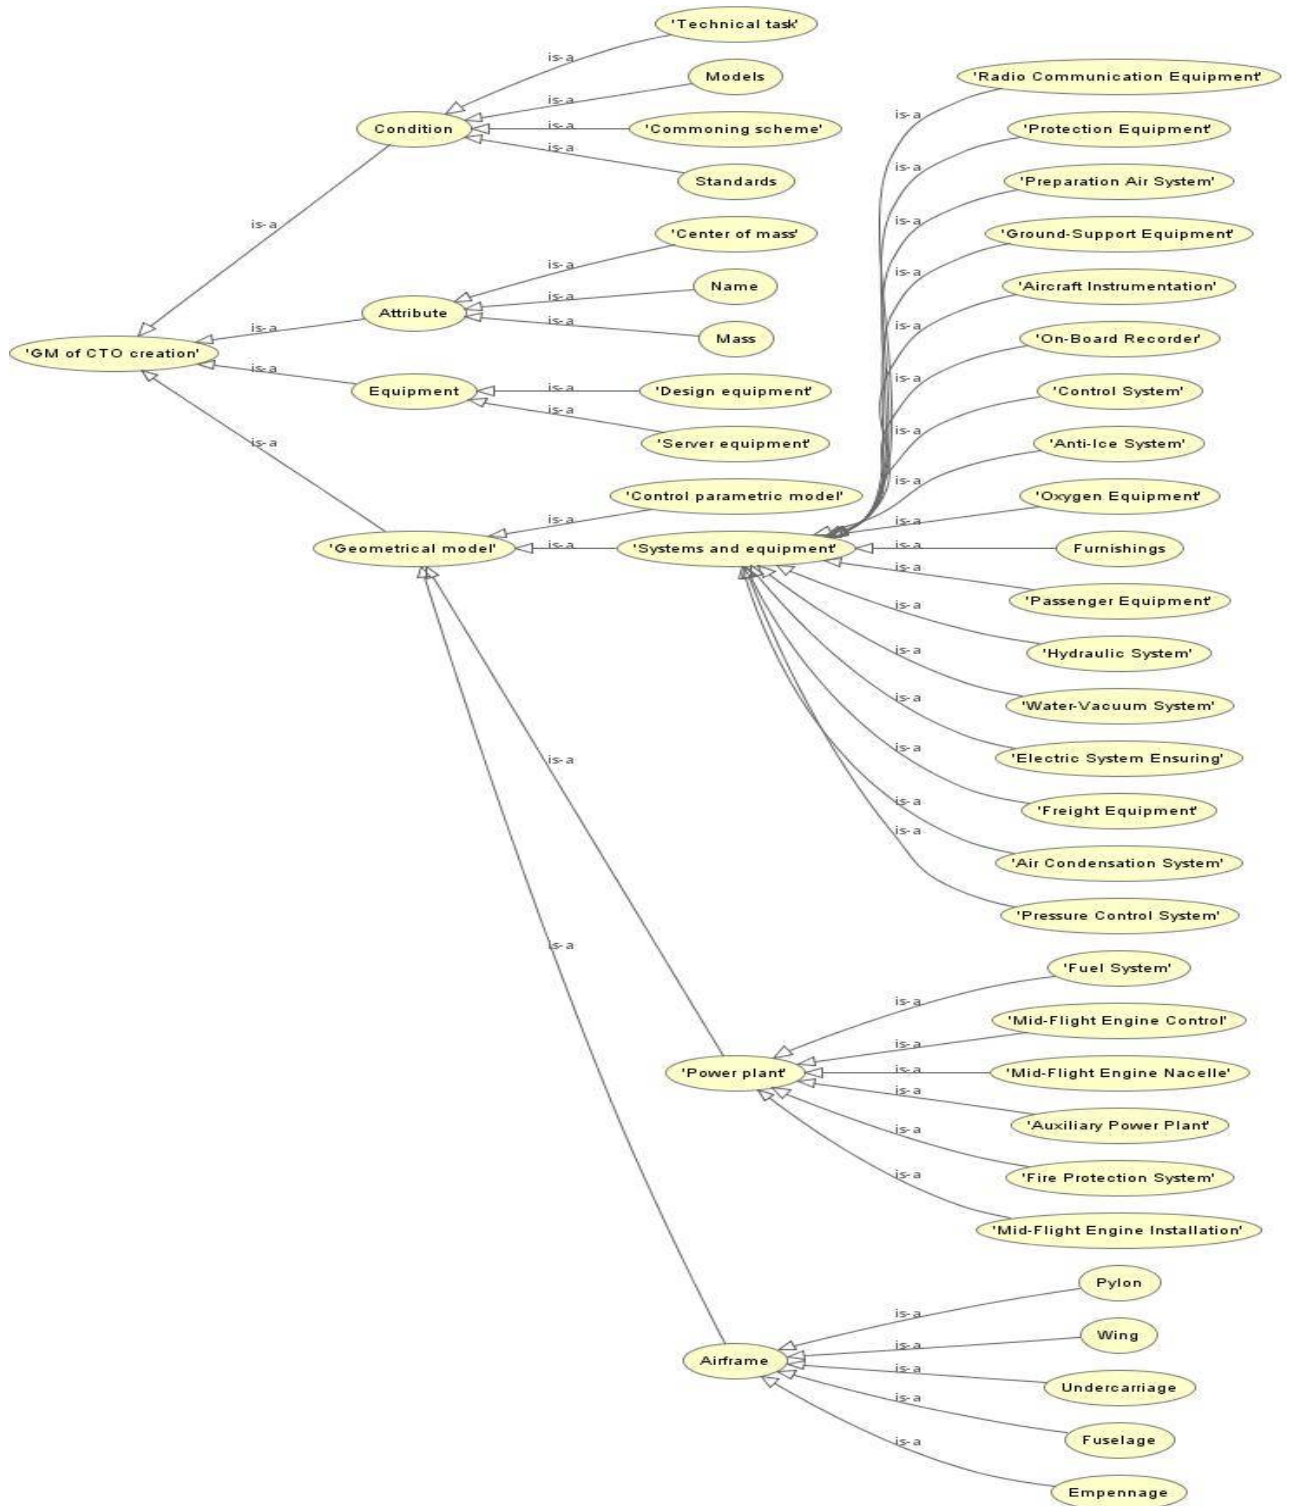 'Technical task'
is-a
Models
is-a
Condition
is-a
'Commoning scheme'
is-a
Standards
is-a
'Center of mass'
is-a
Name
is-a
Attribute
is-a
Mass
is-a
is-a
'GM of CTO creation'
is-a
Equipment
is-a
'Design equipment'
is-a
'Server equipment'
is-a
'Control parametric model'
is-a
'Geometrical model'
is-a
'Systems and equipment'
is-a
is-a
'Radio Communication Equipment'
is-a
'Protection Equipment'
is-a
'Preparation Air System'
is-a
'Ground-Support Equipment'
is-a
'Aircraft Instrumentation'
is-a
'On-Board Recorder'
is-a
'Control System'
is-a
'Anti-Ice System'
is-a
'Oxygen Equipment'
is-a
Furnishings
is-a
'Passenger Equipment'
is-a
'Hydraulic System'
is-a
'Water-Vacuum System'
is-a
'Electric System Ensuring'
is-a
'Freight Equipment'
is-a
'Air Condensation System'
is-a
'Pressure Control System'
is-a
'Fuel System'
is-a
'Mid-Flight Engine Control'
is-a
'Power plant'
is-a
'Mid-Flight Engine Nacelle'
is-a
'Auxiliary Power Plant'
is-a
'Fire Protection System'
is-a
'Mid-Flight Engine Installation'
is-a
Pylon
is-a
Wing
Airframe
is-a
Undercarriage
is-a
Fuselage
is-a
Empennage
is-a